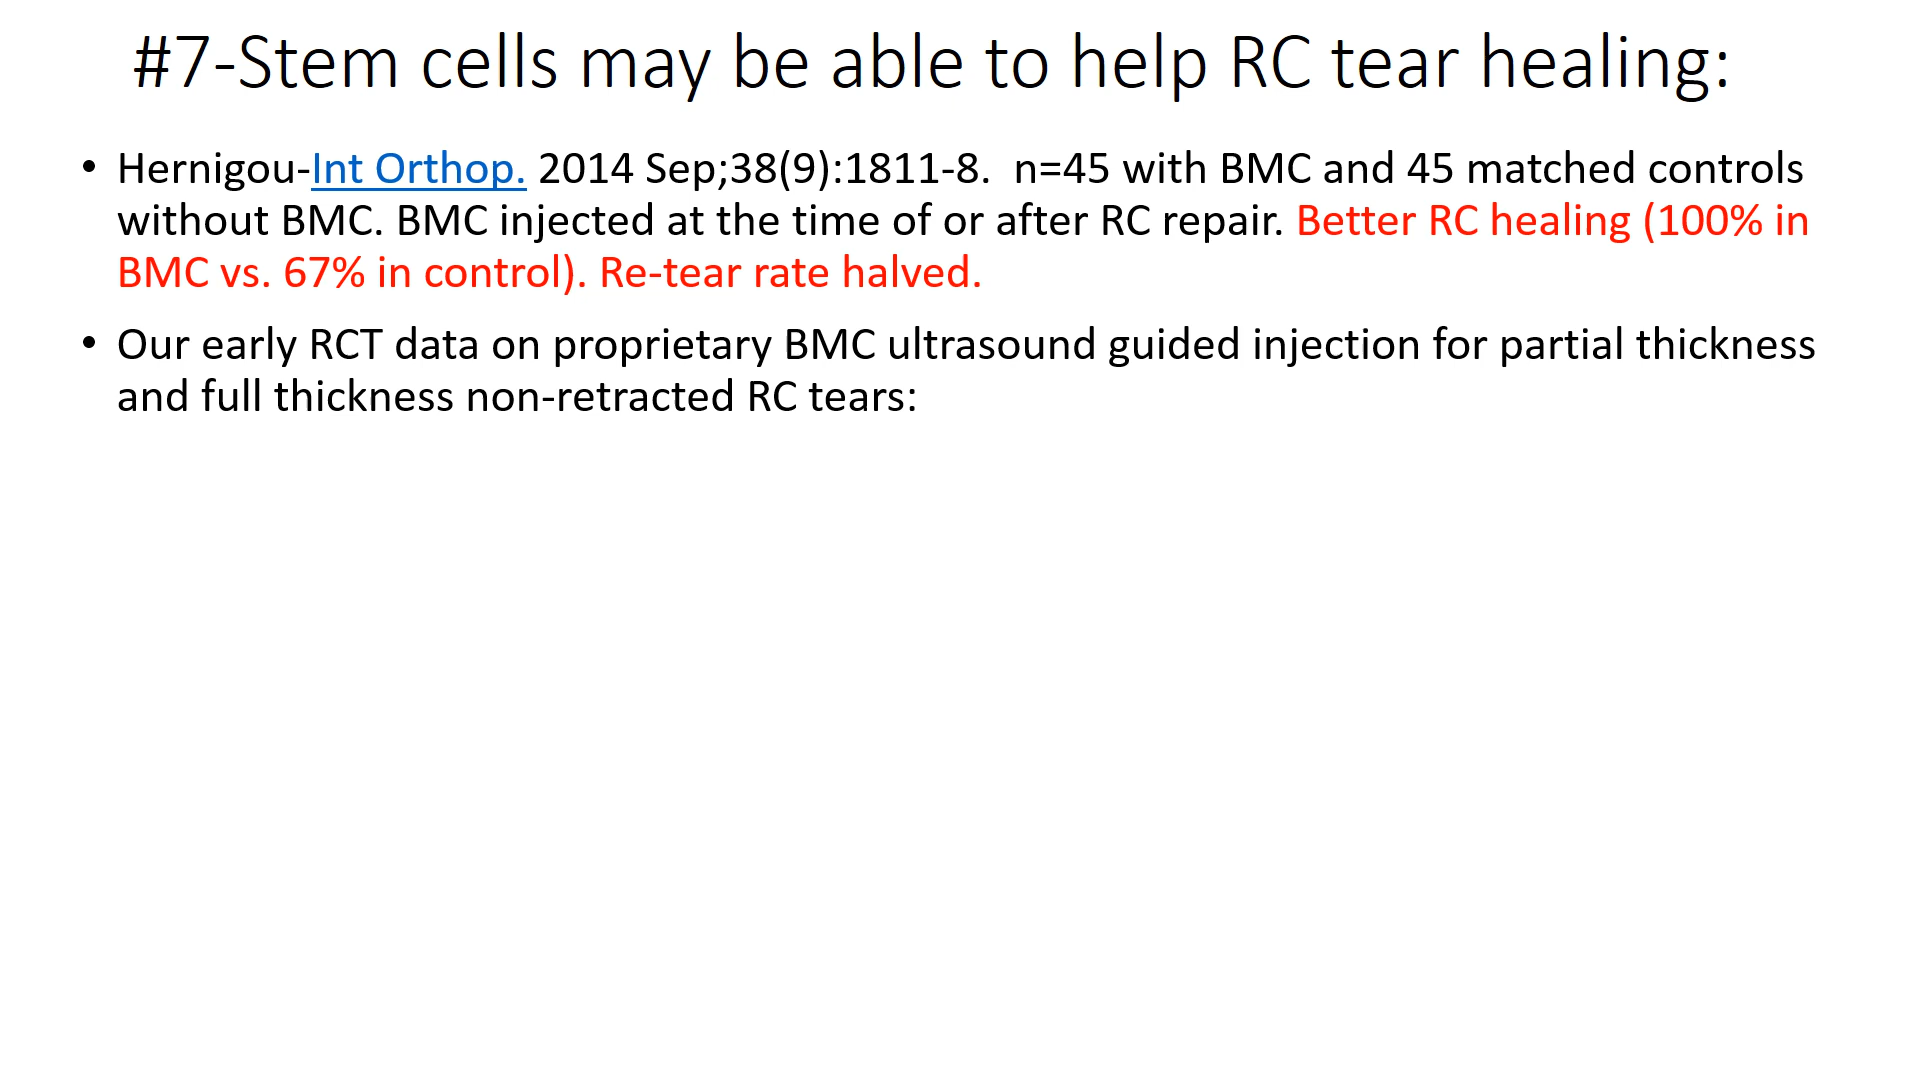 #7-Stem cells may be able to help RC tear healing:
• Hernigou-Int Orthop. 2014 Sep;38(9):1811-8.  n=45 with BMC and 45 matched controls
without BMC. BMC injected at the time of or after RC repair. Better RC healing (100% in
BMC vs. 67% in control). Re-tear rate halved.
• Our early RCT data on proprietary BMC ultrasound guided injection for partial thickness
and full thickness non-retracted RC tears: